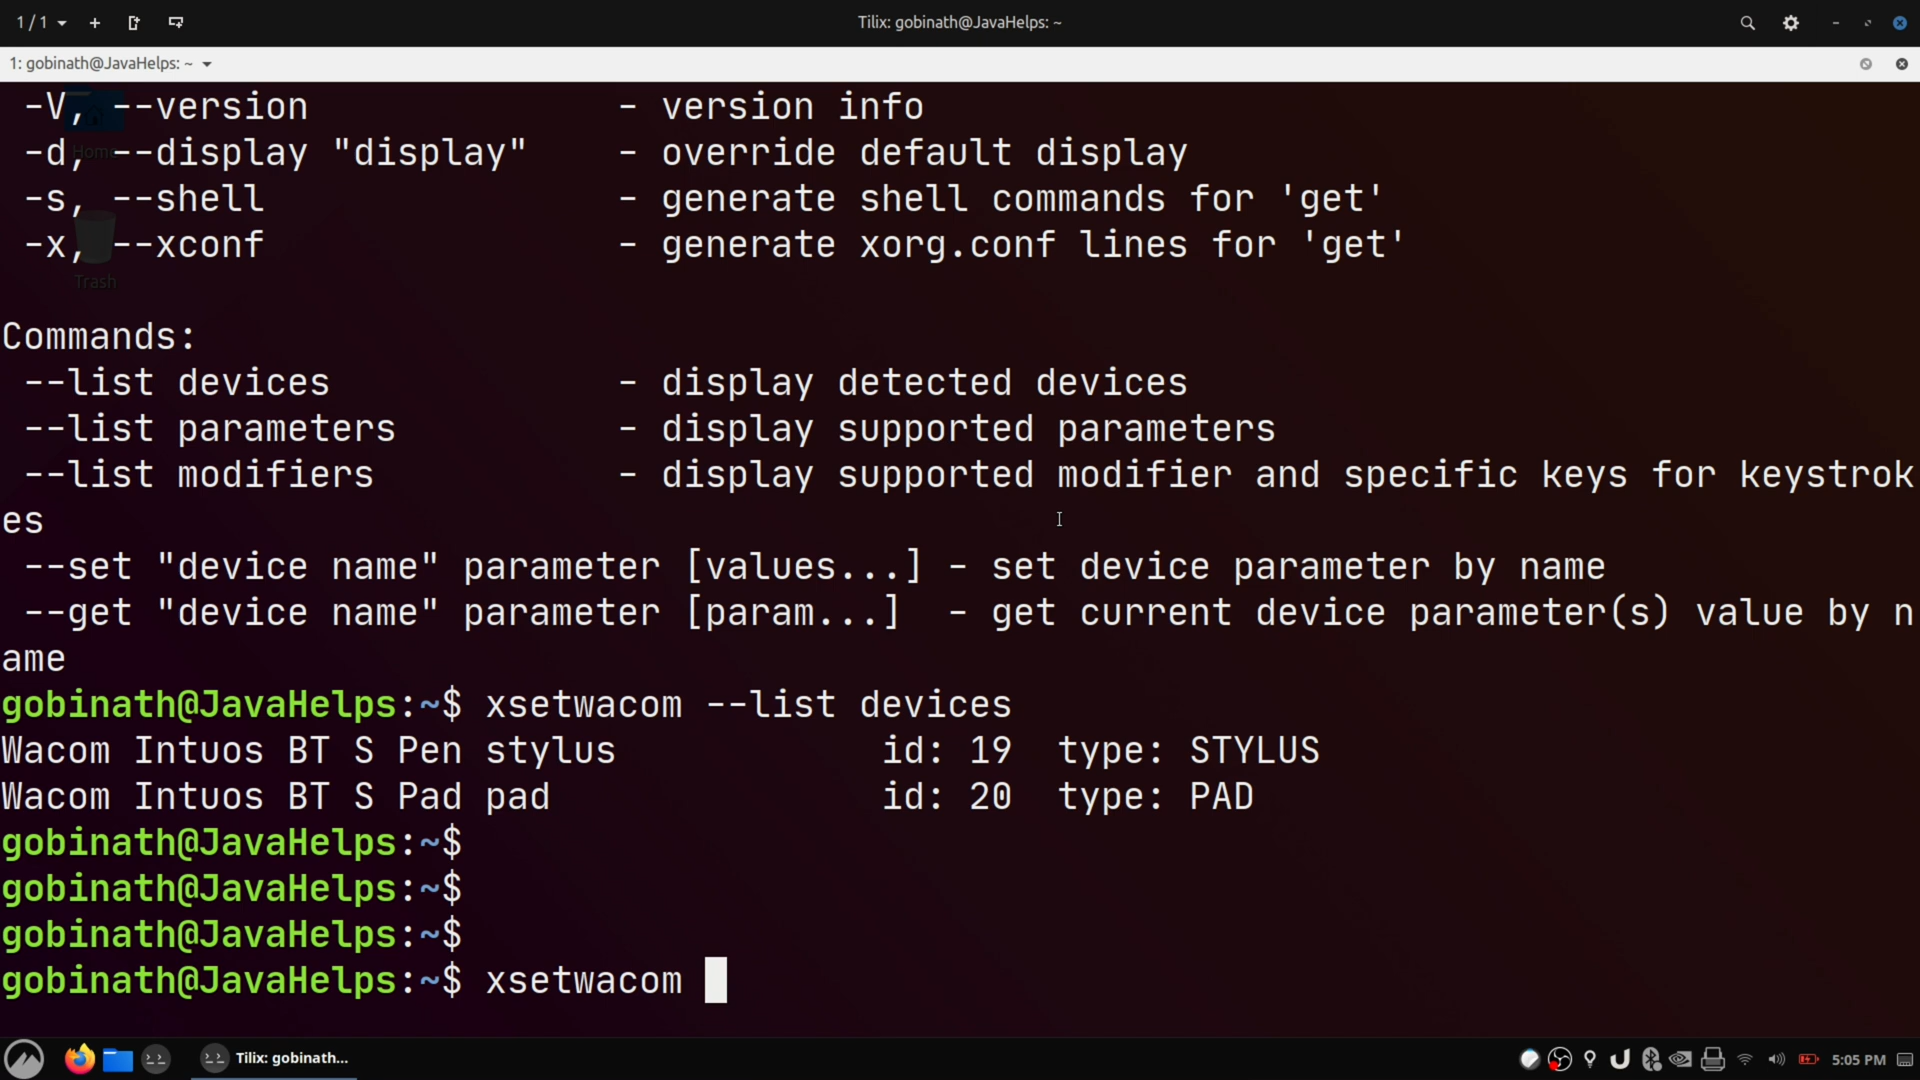 1 / 1
Tilix: gobinath@JavaHelps: ~
1: gobinath@JavaHelps: ~
-V, --version - version info
Home
-d, --display "display" - override default display
-s, --shell - generate shell commands for 'get'
-x, --xconf - generate xorg.conf lines for 'get'
Trash
Commands:
--list devices - display detected devices
--list parameters - display supported parameters
--list modifiers - display supported modifier and specific keys for keystrok
es
--set "device name" parameter [values...] - set device parameter by name
--get "device name" parameter [param...] - get current device parameter(s) value by n
ame
gobinath@JavaHelps:~$ xsetwacom --list devices
Wacom Intuos BT S Pen stylus id: 19 type: STYLUS
Wacom Intuos BT S Pad pad id: 20 type: PAD
gobinath@JavaHelps:~$
gobinath@JavaHelps:~$
gobinath@JavaHelps:~$
gobinath@JavaHelps:~$ xsetwacom
Tilix: gobinath...
5:05 PM